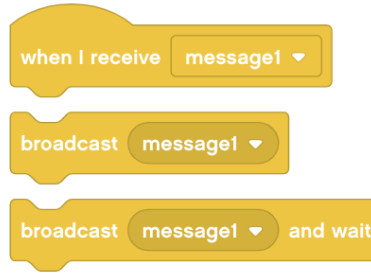 when I receive message1
broadcast message1
broadcast message1 and wait